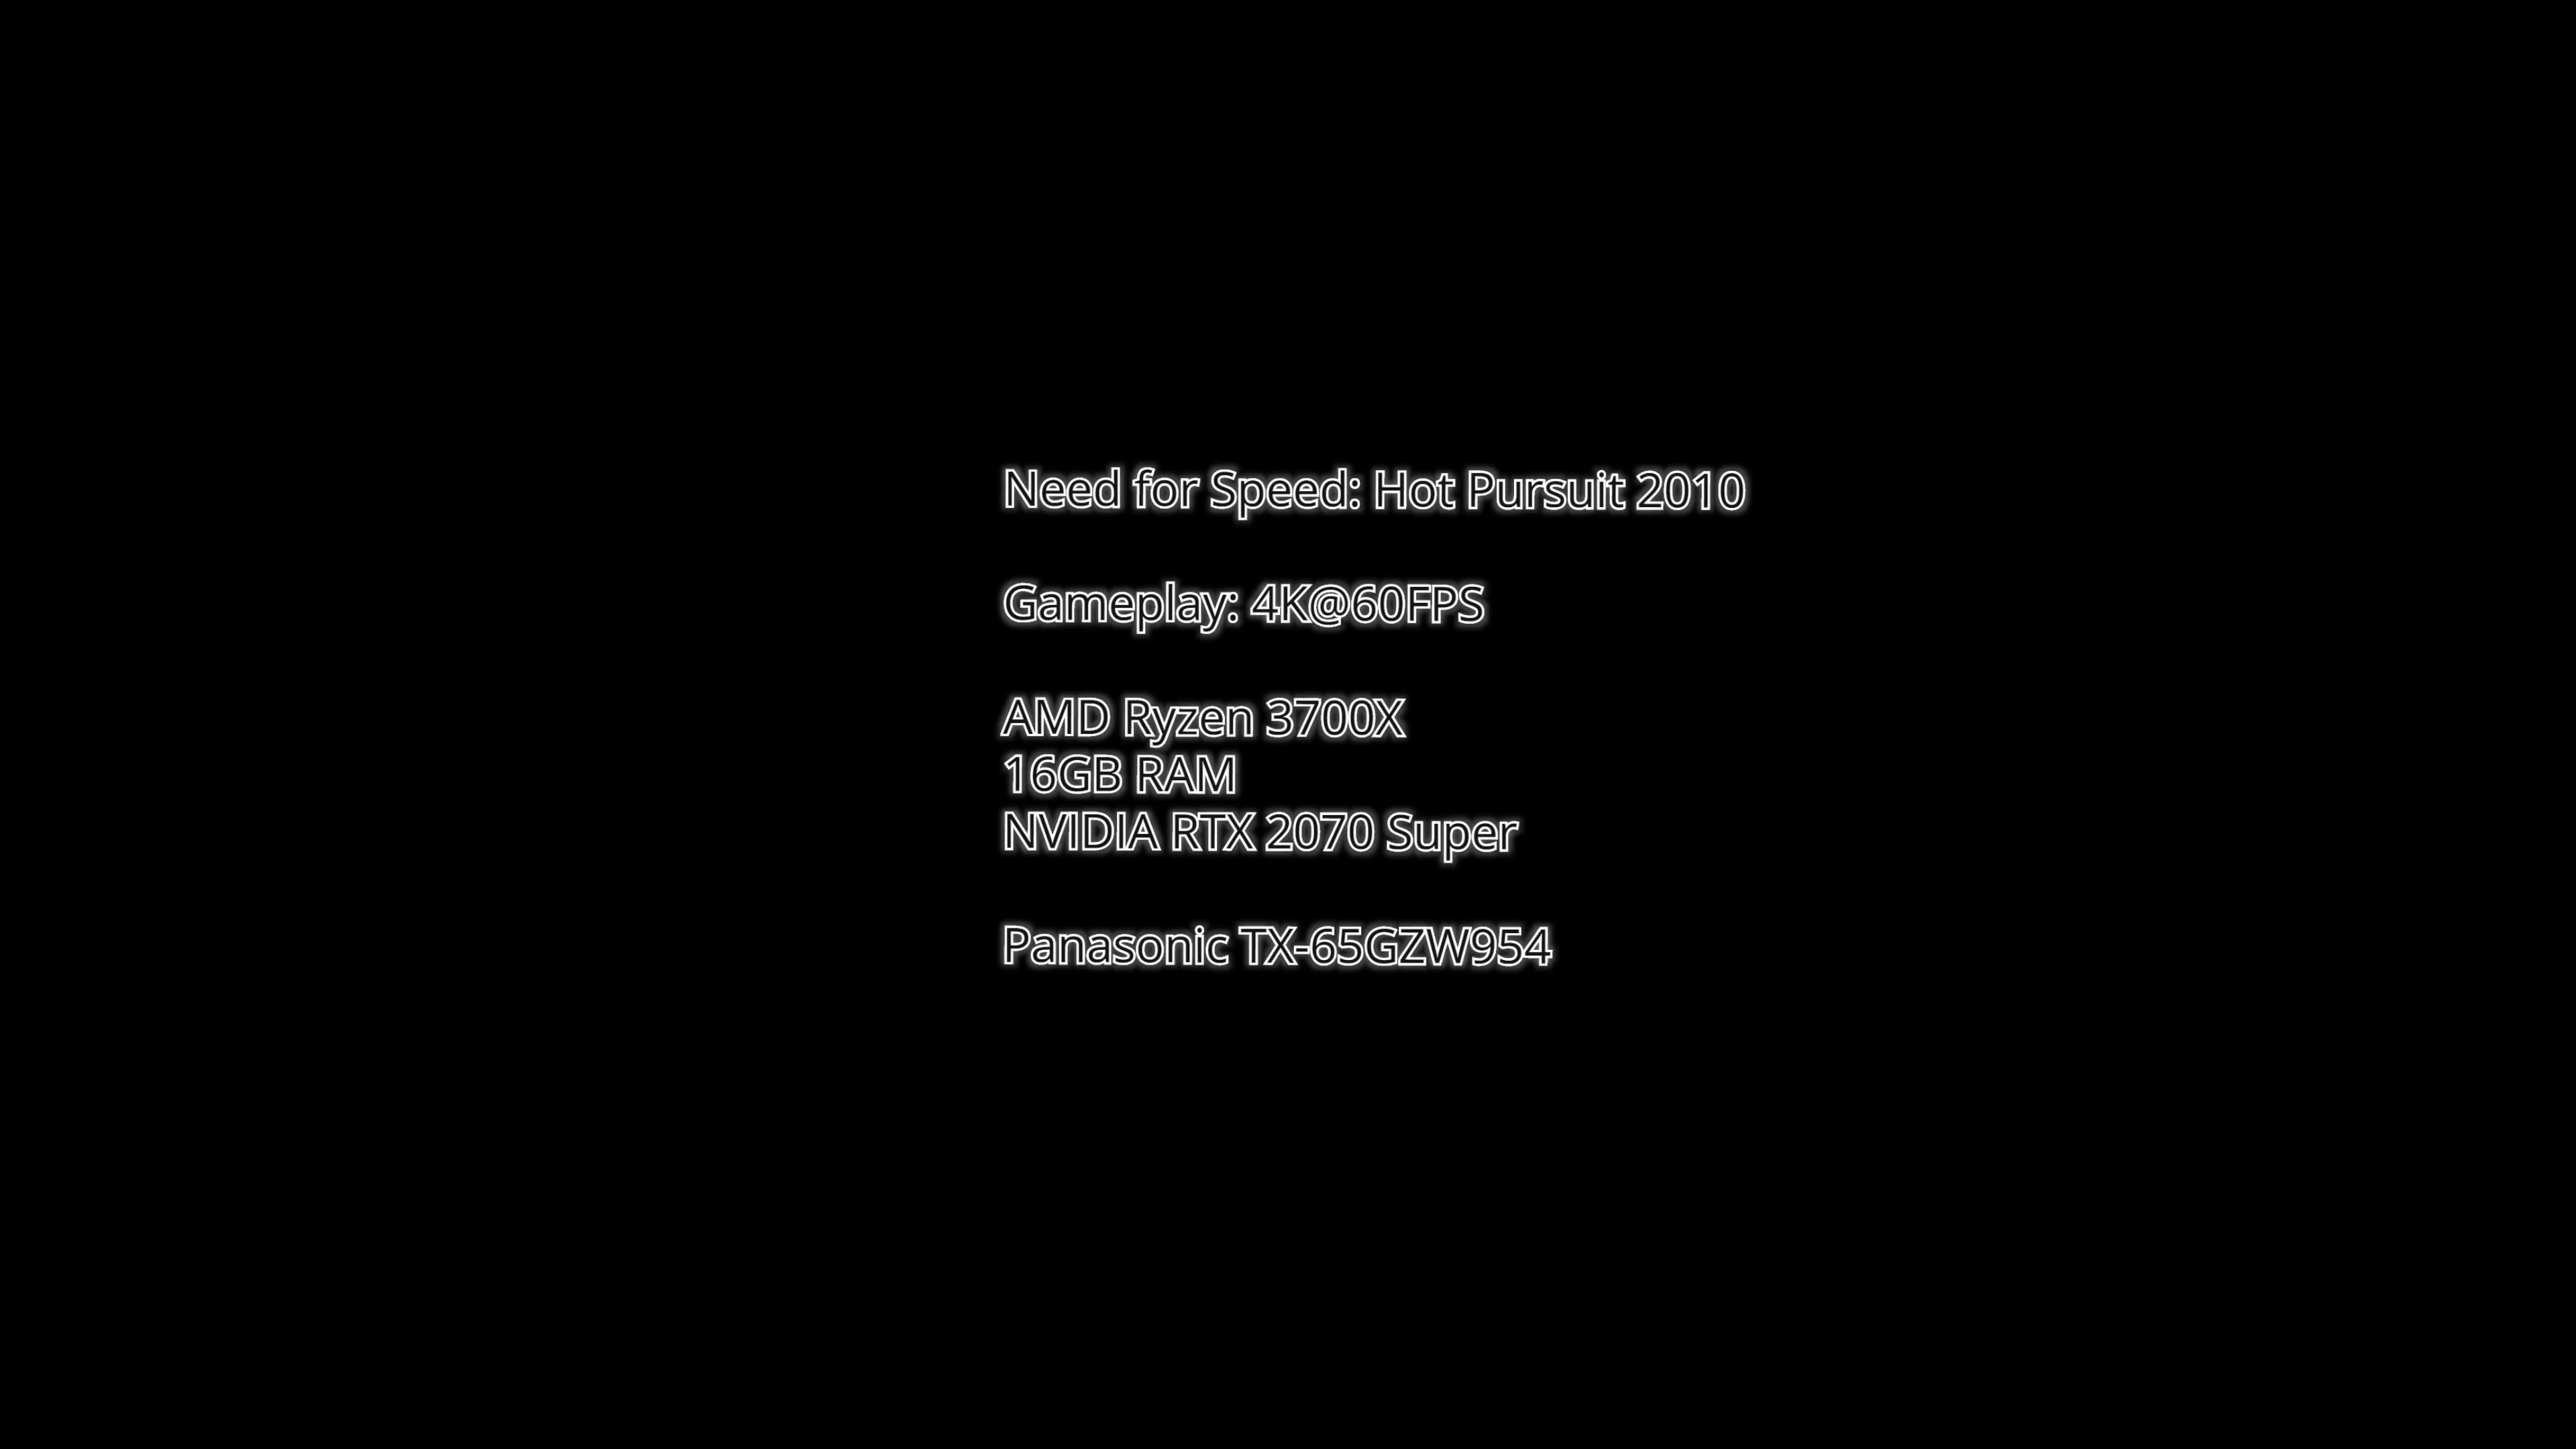 Need for Speed: Hot Pursuit 2010
Gameplay: 4K@60FPS
AMD Ryzen 3700X
16GB RAM
NVIDIA RTX 2070 Super
Panasonic TX-65GZW954